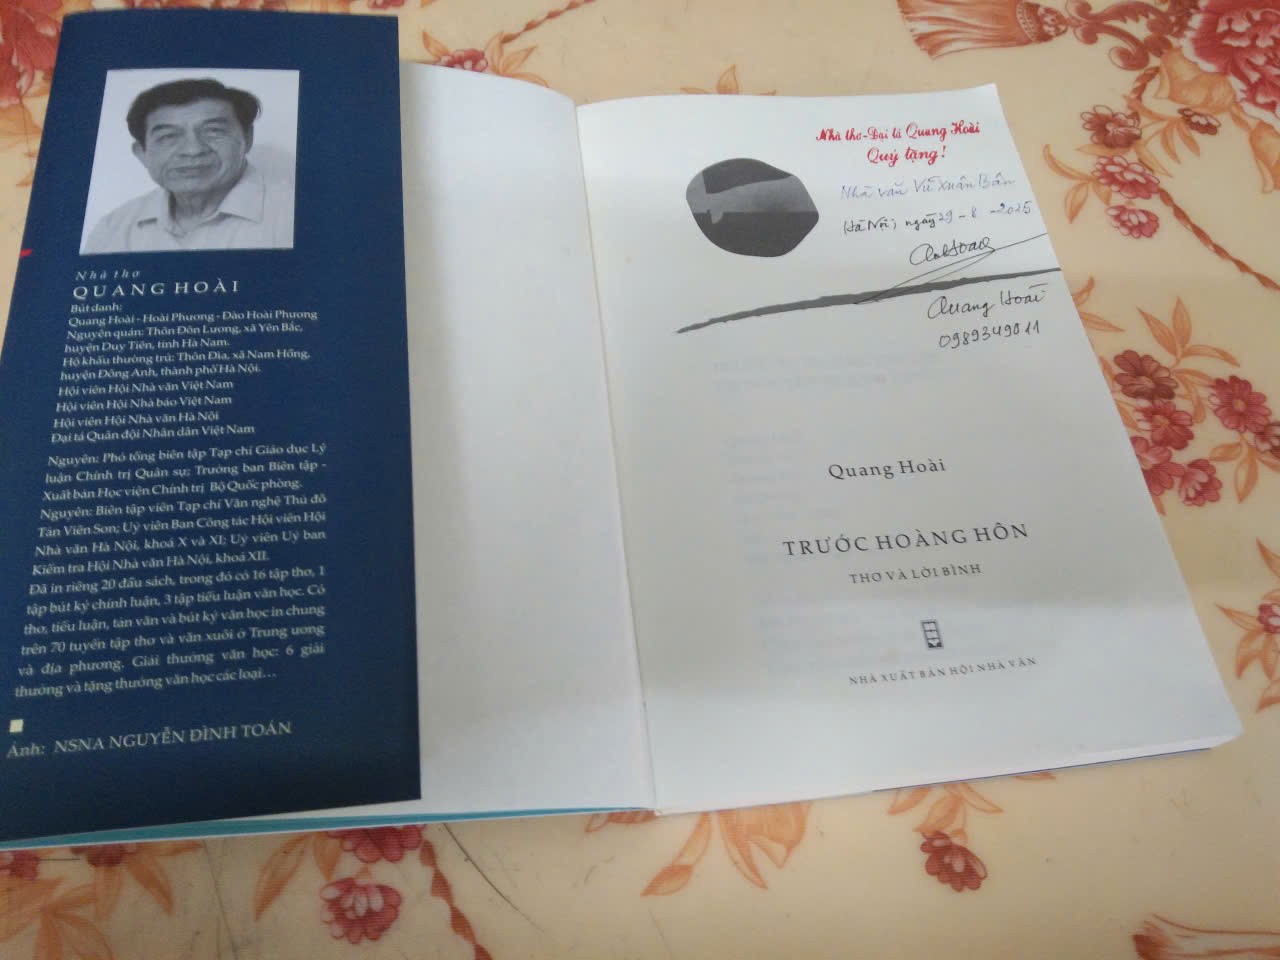 Nhà thơ
QUANG HOÀI
Bút danh:
Quang Hoài - Hoài Phương - Đào Hoài Phương
Nguyên quán: Thôn Đôn Lương, xã Yên Bắc,
huyện Duy Tiên, tỉnh Hà Nam.
Hộ khẩu thường trú: Thôn Đìa, xã Nam Hồng,
huyện Đông Anh, thành phố Hà Nội.
Hội viên Hội Nhà văn Việt Nam
Hội viên Hội Nhà báo Việt Nam
Hội viên Hội Nhà văn Hà Nội
Đại tá Quân đội Nhân dân Việt Nam
Nguyên: Phó tổng biên tập Tạp chí Giáo dục Lý
luận Chính trị Quân sự; Trưởng ban Biên tập -
Xuất bản Học viện Chính trị Bộ Quốc phòng.
Nguyên: Biên tập viên Tạp chí Văn nghệ Thủ đô
Tản Viên Sơn; Uỷ viên Ban Công tác Hội viên Hội
Nhà văn Hà Nội, khoá X và XI; Uỷ viên Uỷ ban
Kiểm tra Hội Nhà văn Hà Nội, khoá XII.
Đã in riêng 20 đầu sách, trong đó có 16 tập thơ, 1
tập bút ký chính luận, 3 tập tiểu luận văn học. Có
thơ, tiểu luận, tản văn và bút ký văn học in chung
trên 70 tuyển tập thơ và văn xuôi ở Trung ương
và địa phương. Giải thưởng văn học: 6 giải
thưởng và tặng thưởng văn học các loại...
Ảnh: NSNA NGUYỄN ĐÌNH TOÁN
Nhà thơ-Đại tá Quang Hoài
Quý tặng!
Nhà văn Vũ Xuân Bân
(Hà Nội) ngày 29-8-2025
Quang Hoài
0989349011
Quang Hoài
TRƯỚC HOÀNG HÔN
THƠ VÀ LỜI BÌNH
NHÀ XUẤT BẢN HỘI NHÀ VĂN